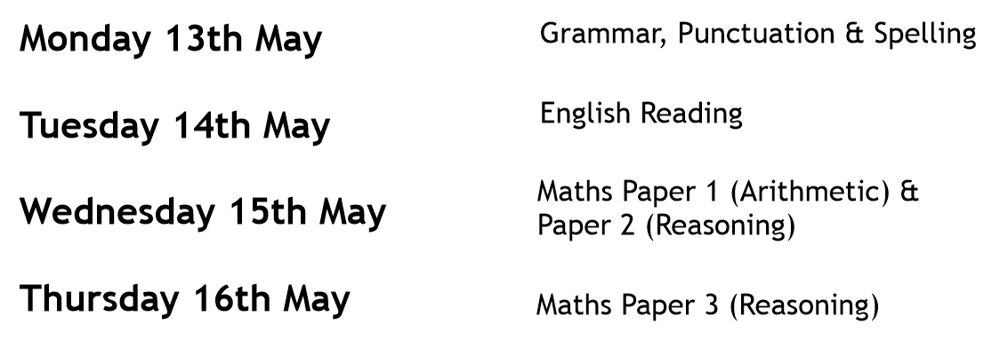 Monday 13th May
Grammar, Punctuation & Spelling
Tuesday 14th May
English Reading
Wednesday 15th May
Maths Paper 1 (Arithmetic) &
Paper 2 (Reasoning)
Thursday 16th May
Maths Paper 3 (Reasoning)